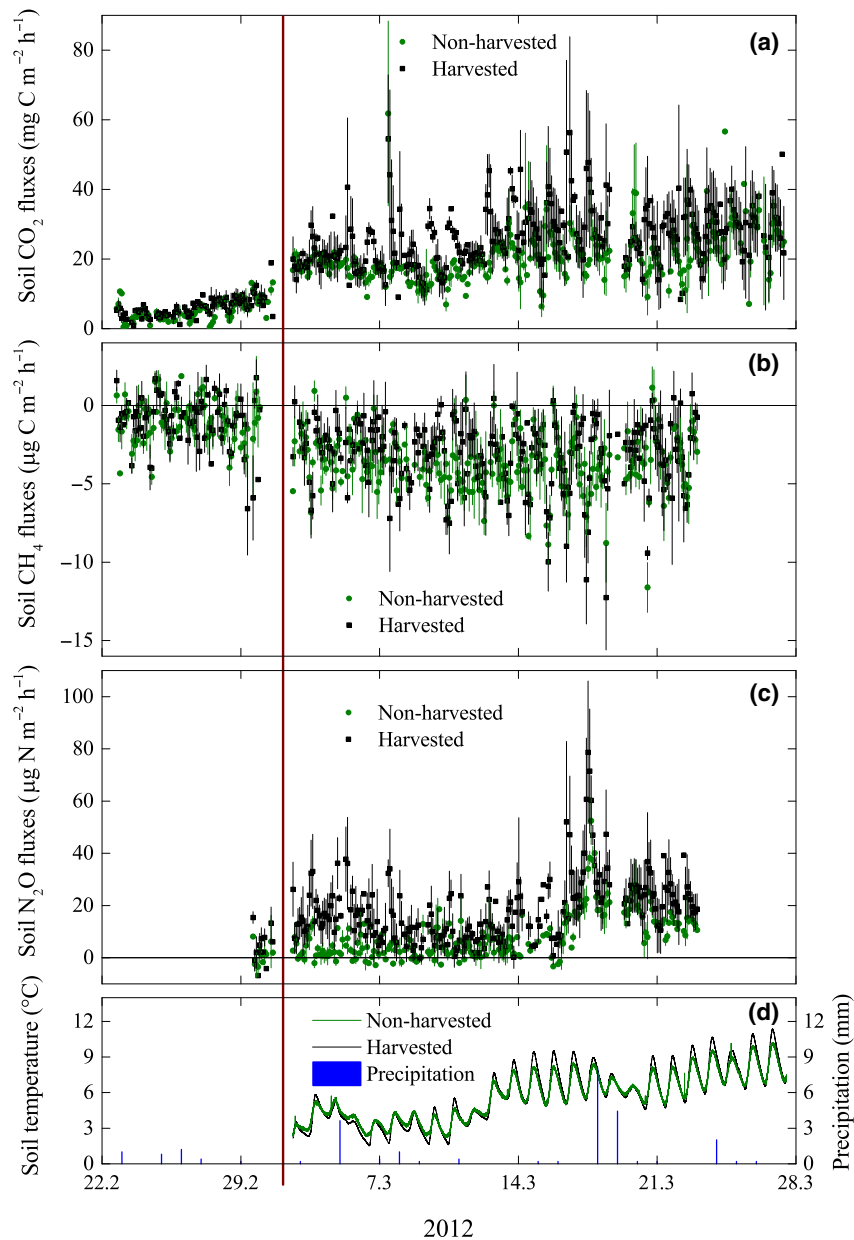 (a)
Non-harvested
Harvested
Soil CO₂ fluxes (mg C m⁻² h⁻¹)
80
60
40
20
0
(b)
Soil CH₄ fluxes (µg C m⁻² h⁻¹)
0
−5
−10
−15
Non-harvested
Harvested
(c)
Soil N₂O fluxes (µg N m⁻² h⁻¹)
100
80
60
40
20
0
Non-harvested
Harvested
(d)
Soil temperature (°C)
12
9
6
3
0
Non-harvested
Harvested
Precipitation
12
9
6
3
0
Precipitation (mm)
22.2 29.2 7.3 14.3 21.3 28.3
2012